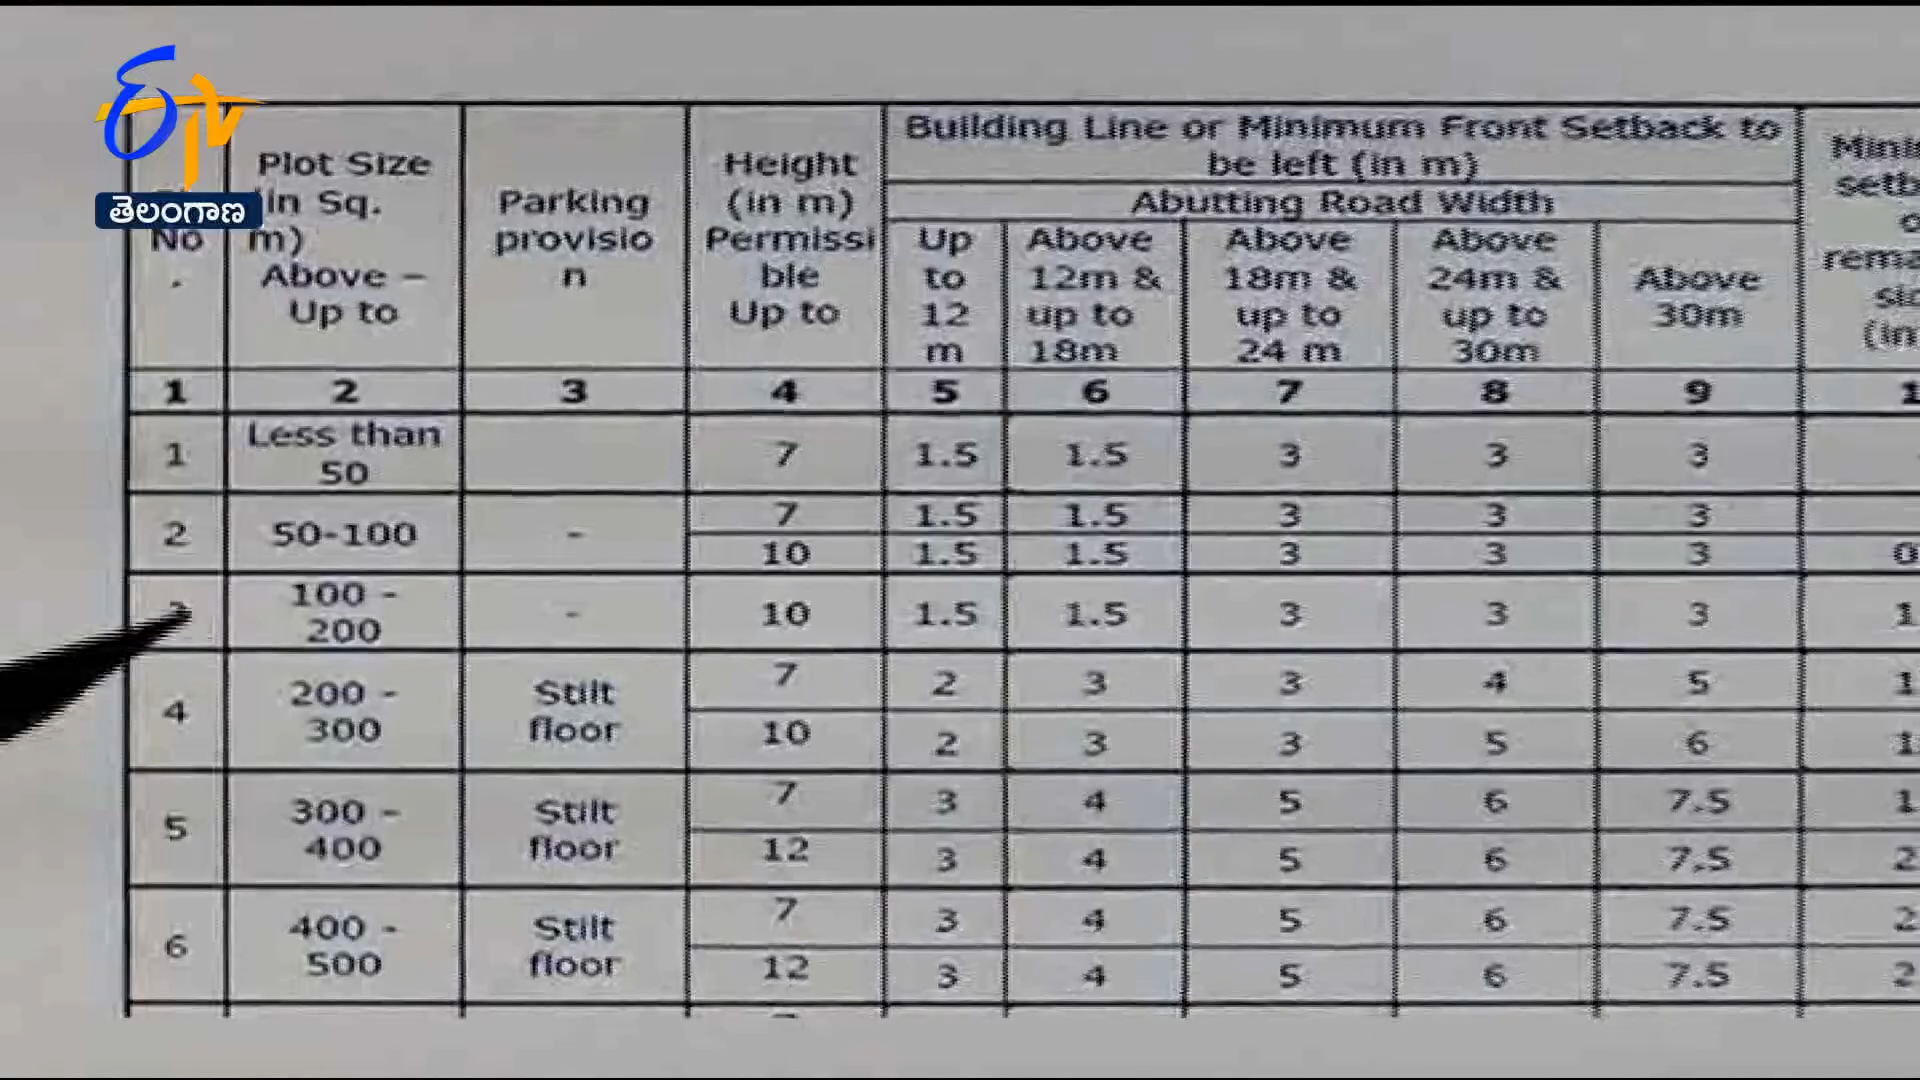 ETV
తెలంగాణ
No
.
Plot Size
(in Sq.
m)
Above –
Up to
Parking
provisio
n
Height
(in m)
Permissi
ble
Up to
Building Line or Minimum Front Setback to
be left (in m)
Abutting Road Width
Up
to
12
m
Above
12m &
up to
18m
Above
18m &
up to
24 m
Above
24m &
up to
30m
Above
30m
1 2 3 4 5 6 7 8 9
1 Less than
50 7 1.5 1.5 3 3 3
2 50-100 - 7 1.5 1.5 3 3 3
10 1.5 1.5 3 3 3
100 -
200 - 10 1.5 1.5 3 3 3
4 200 -
300 Stilt
floor 7 2 3 3 4 5
10 2 3 3 5 6
5 300 –
400 Stilt
floor 7 3 4 5 6 7.5
12 3 4 5 6 7.5
6 400 -
500 Stilt
floor 7 3 4 5 6 7.5
12 3 4 5 6 7.5